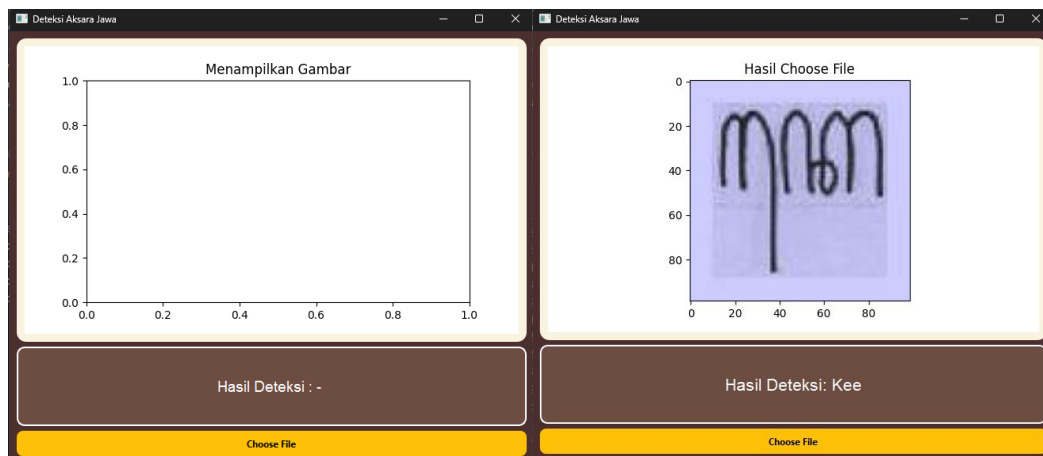 Deteksi Aksara Jawa
Menampilkan Gambar
1.0
0.8
0.6
0.4
0.2
0.0
0.0 0.2 0.4 0.6 0.8 1.0
Hasil Deteksi : -
Choose File
Deteksi Aksara Jawa
Hasil Choose File
0
20
40
60
80
ꦏꦺ
0 20 40 60 80
Hasil Deteksi: Kee
Choose File